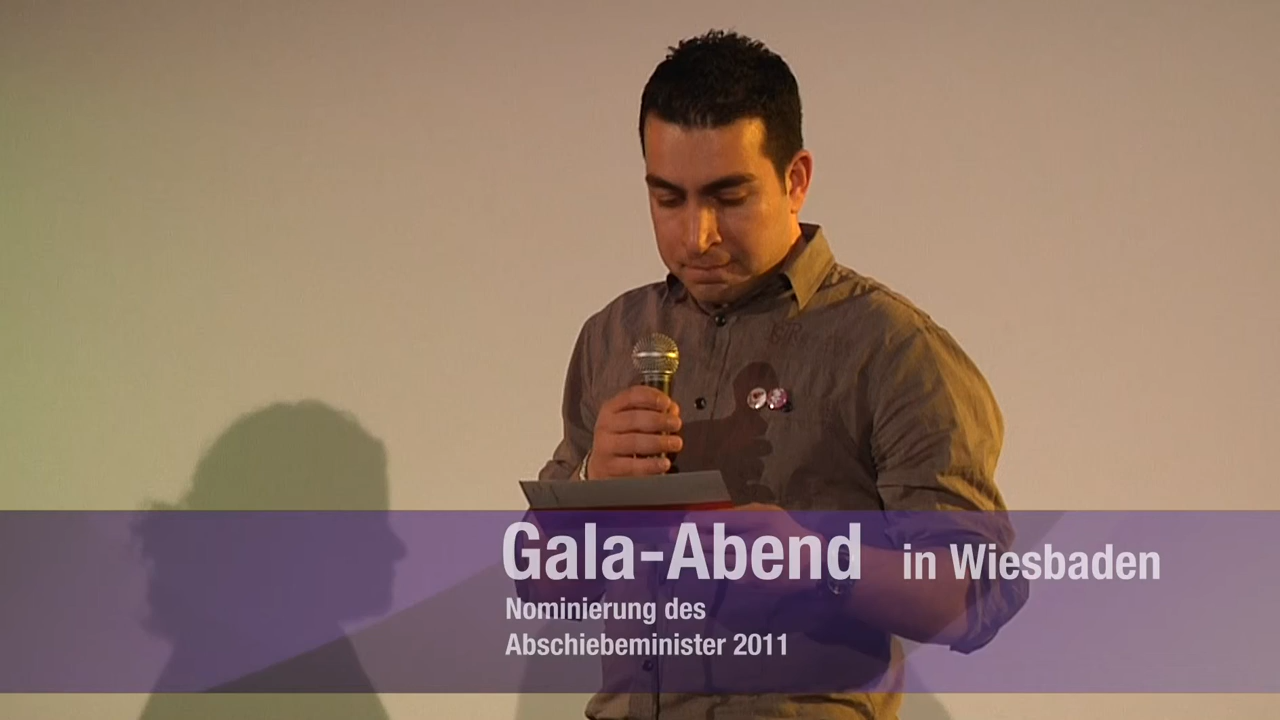 Gala-Abend in Wiesbaden
Nominierung des
Abschiebeminister 2011